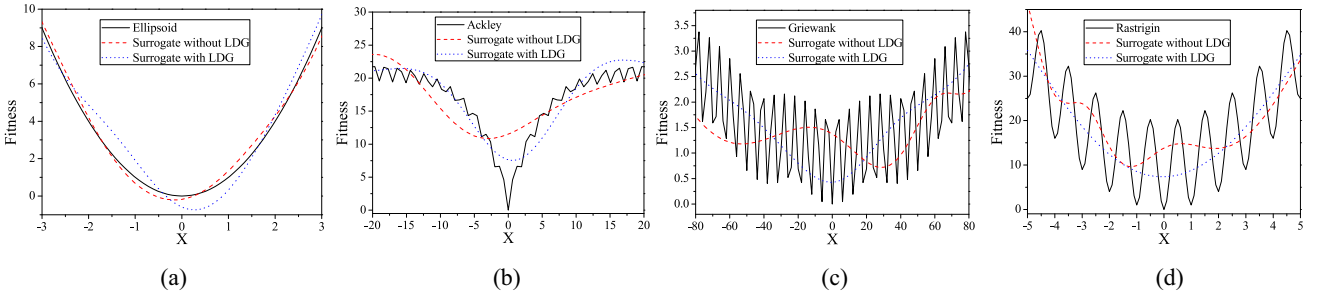 Ellipsoid
Surrogate without LDG
Surrogate with LDG
Fitness
10
8
6
4
2
0
-3 -2 -1 0 1 2 3
X
(a)
Ackley
Surrogate without LDG
Surrogate with LDG
Fitness
30
25
20
15
10
5
0
-20 -15 -10 -5 0 5 10 15 20
X
(b)
Griewank
Surrogate without LDG
Surrogate with LDG
Fitness
3.5
3.0
2.5
2.0
1.5
1.0
0.5
0.0
-80 -60 -40 -20 0 20 40 60 80
X
(c)
Rastrigin
Surrogate without LDG
Surrogate with LDG
Fitness
40
30
20
10
0
-5 -4 -3 -2 -1 0 1 2 3 4 5
X
(d)